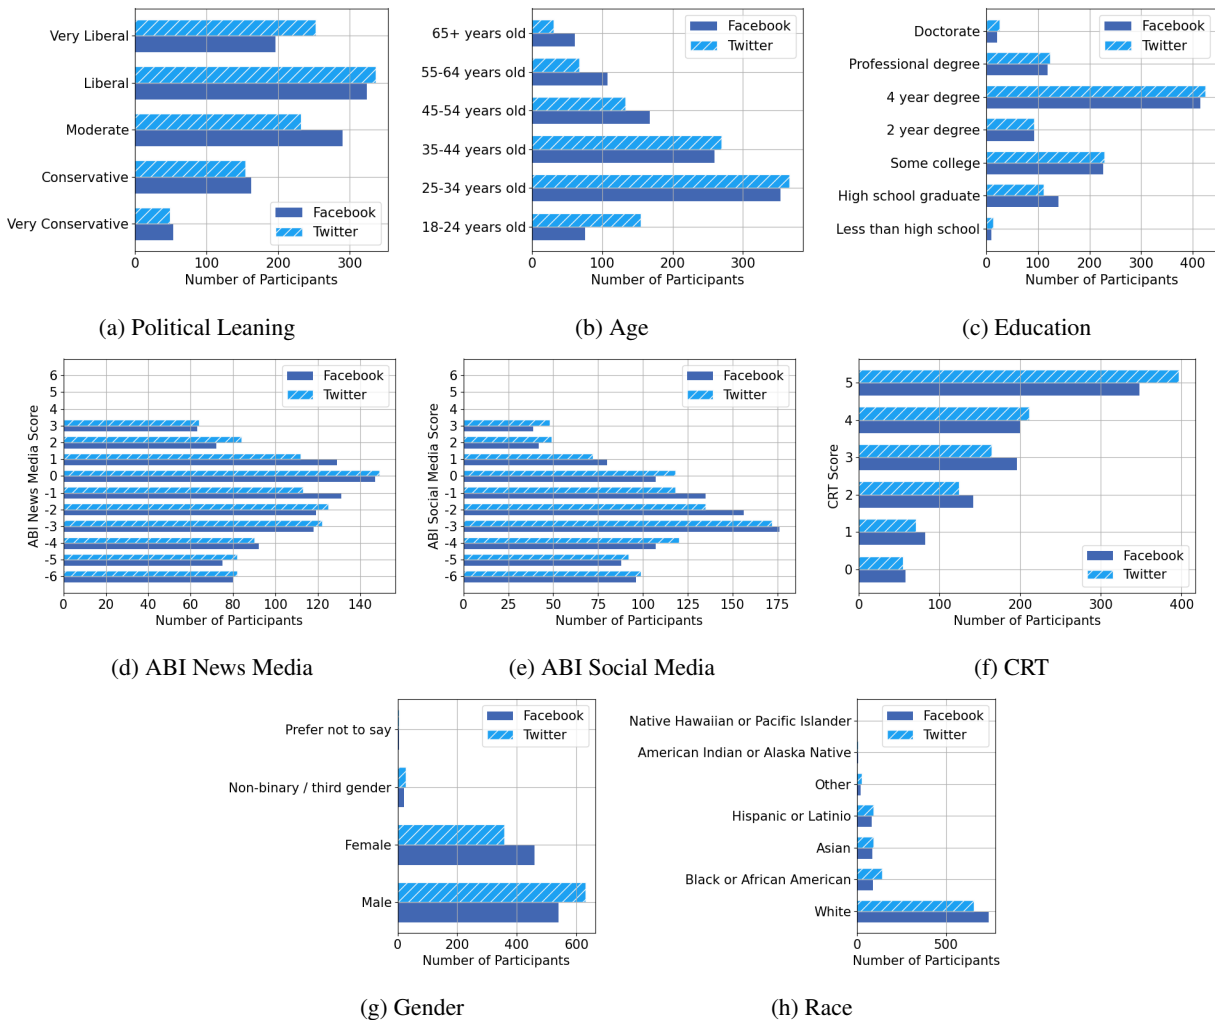 Very Liberal
Liberal
Moderate
Conservative
Very Conservative
Facebook
Twitter
0 100 200 300
Number of Participants
(a) Political Leaning
65+ years old
55-64 years old
45-54 years old
35-44 years old
25-34 years old
18-24 years old
Facebook
Twitter
0 100 200 300
Number of Participants
(b) Age
Doctorate
Professional degree
4 year degree
2 year degree
Some college
High school graduate
Less than high school
Facebook
Twitter
0 100 200 300 400
Number of Participants
(c) Education
ABI News Media Score
6
5
4
3
2
1
0
-1
-2
-3
-4
-5
-6
Facebook
Twitter
0 20 40 60 80 100 120 140
Number of Participants
(d) ABI News Media
ABI Social Media Score
6
5
4
3
2
1
0
-1
-2
-3
-4
-5
-6
Facebook
Twitter
0 25 50 75 100 125 150 175
Number of Participants
(e) ABI Social Media
CRT Score
5
4
3
2
1
0
Facebook
Twitter
0 100 200 300 400
Number of Participants
(f) CRT
Prefer not to say
Non-binary / third gender
Female
Male
Facebook
Twitter
0 200 400 600
Number of Participants
(g) Gender
Native Hawaiian or Pacific Islander
American Indian or Alaska Native
Other
Hispanic or Latinio
Asian
Black or African American
White
Facebook
Twitter
0 500
Number of Participants
(h) Race